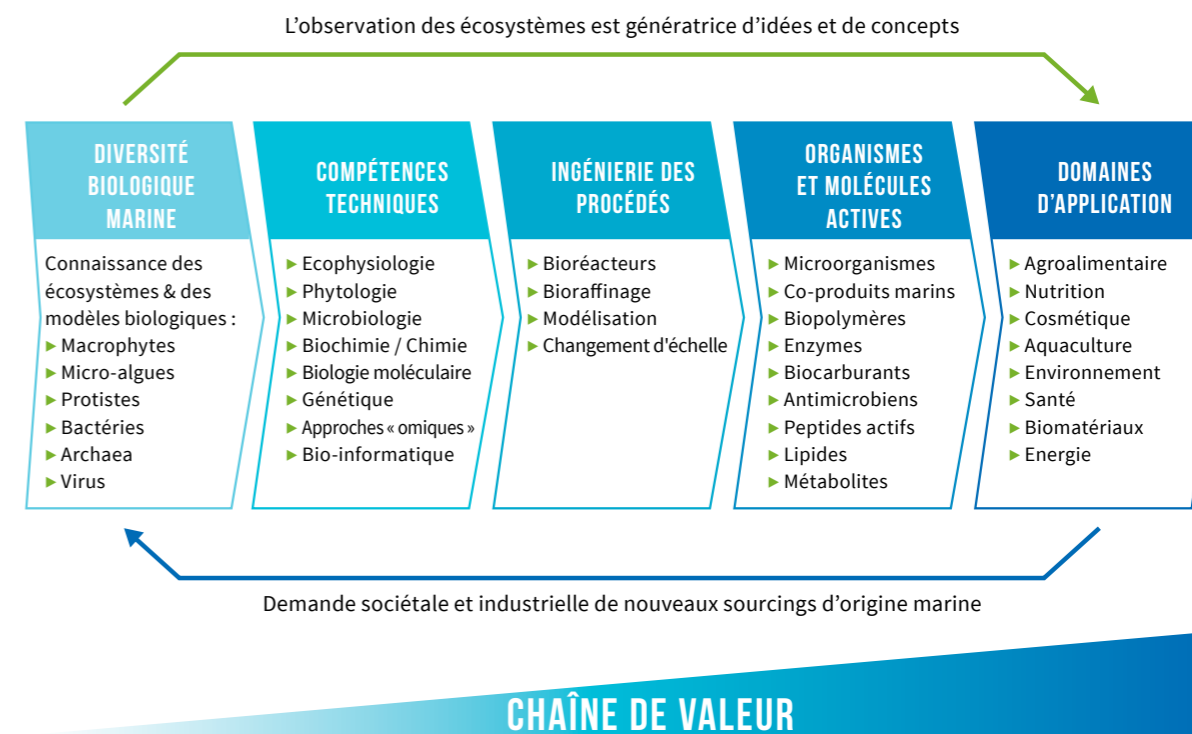 L'observation des écosystèmes est génératrice d'idées et de concepts
DIVERSITÉ
BIOLOGIQUE
MARINE
Connaissance des
écosystèmes & des
modèles biologiques :
▶ Macrophytes
▶ Micro-algues
▶ Protistes
▶ Bactéries
▶ Archaea
▶ Virus
COMPÉTENCES
TECHNIQUES
▶ Ecophysiologie
▶ Phytologie
▶ Microbiologie
▶ Biochimie / Chimie
▶ Biologie moléculaire
▶ Génétique
▶ Approches « omiques »
▶ Bio-informatique
INGÉNIERIE DES
PROCÉDÉS
▶ Bioréacteurs
▶ Bioraffinage
▶ Modélisation
▶ Changement d'échelle
ORGANISMES
ET MOLÉCULES
ACTIVES
▶ Microorganismes
▶ Co-produits marins
▶ Biopolymères
▶ Enzymes
▶ Biocarburants
▶ Antimicrobiens
▶ Peptides actifs
▶ Lipides
▶ Métabolites
DOMAINES
D'APPLICATION
▶ Agroalimentaire
▶ Nutrition
▶ Cosmétique
▶ Aquaculture
▶ Environnement
▶ Santé
▶ Biomatériaux
▶ Energie
Demande sociétale et industrielle de nouveaux sourcings d'origine marine
CHAÎNE DE VALEUR